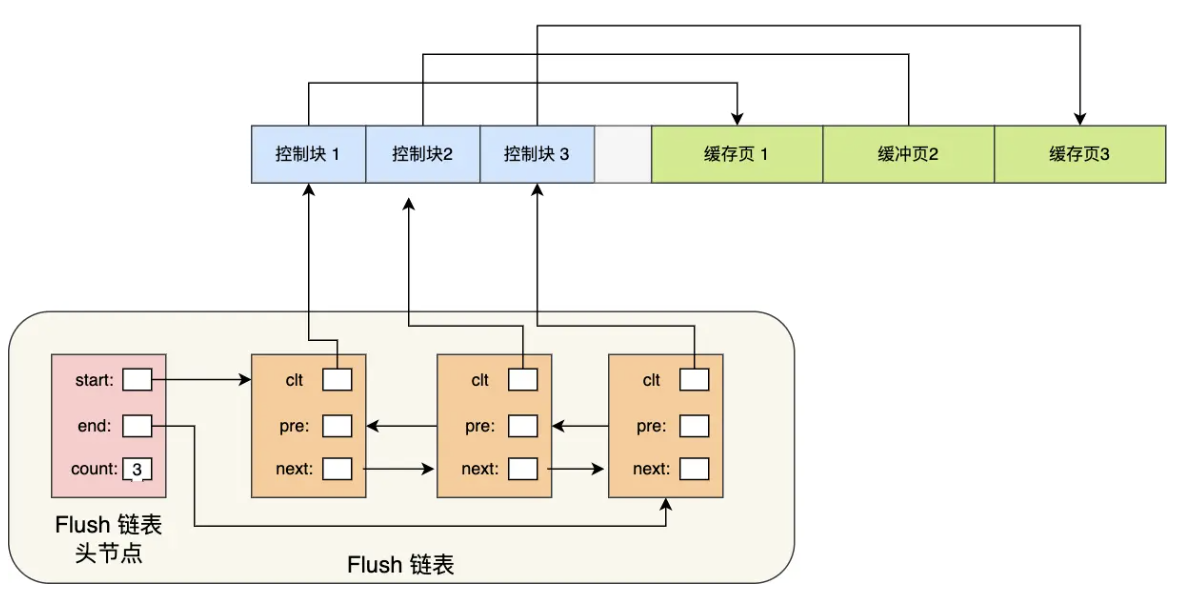 控制块 1
控制块2
控制块 3
缓存页 1
缓冲页2
缓存页3
start:
end:
count: 3
clt
pre:
next:
clt
pre:
next:
clt
pre:
next:
Flush 链表
头节点
Flush 链表